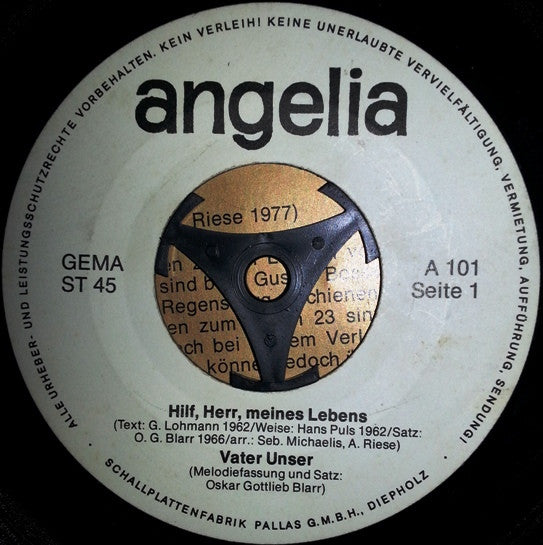 ALLE URHEBER- UND LEISTUNGSSCHUTZRECHTE VORBEHALTEN. KEIN VERLEIH! KEINE UNERLAUBTE VERVIELFÄLTIGUNG, VERMIETUNG, AUFFÜHRUNG, SENDUNG!
angelia
Riese 1977)
sind
Gus
Regens
schienen
en zum
23 sin
ch bei
em Verl
könne
edoch
GEMA
ST 45
A 101
Seite 1
Hilf, Herr, meines Lebens
(Text: G. Lohmann 1962/Weise: Hans Puls 1962/Satz:
O. G. Blarr 1966/arr.: Seb. Michaelis, A. Riese)
Vater Unser
(Melodiefassung und Satz:
Oskar Gottlieb Blarr)
· SCHALLPLATTENFABRIK PALLAS G.M.B.H., DIEPHOLZ ·